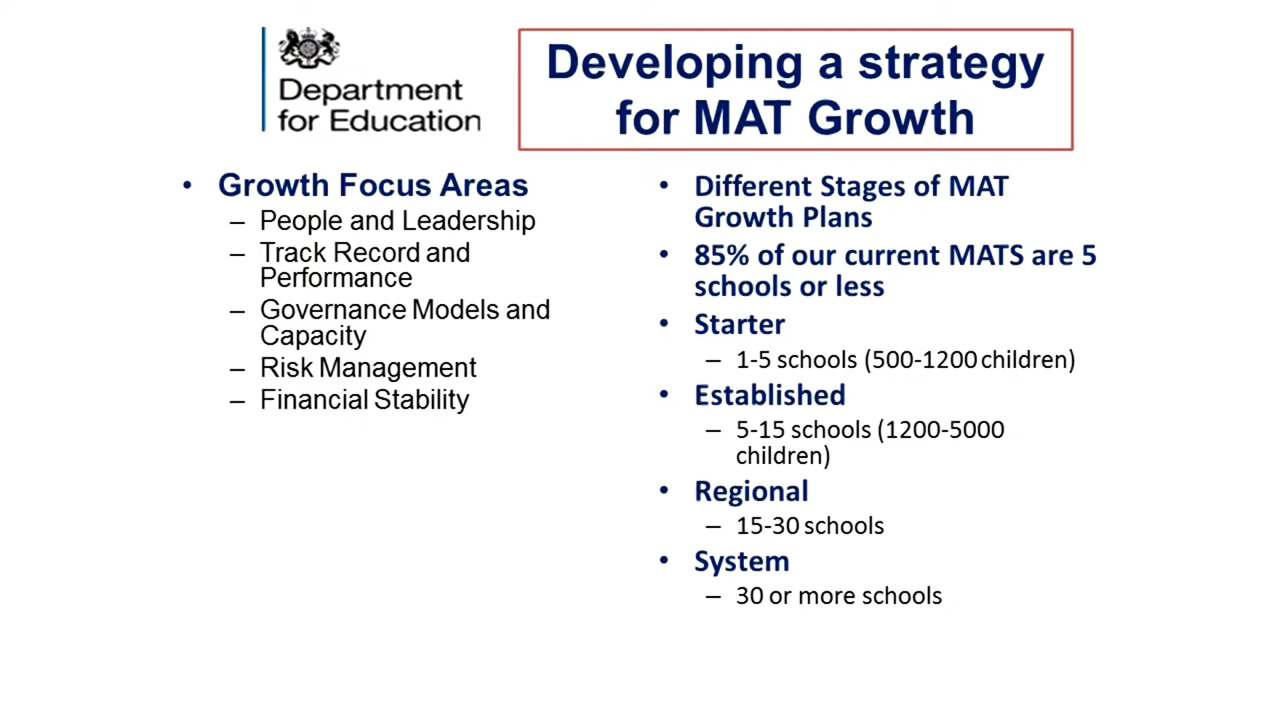 Department
for Education
Developing a strategy
for MAT Growth
• Growth Focus Areas
– People and Leadership
– Track Record and
Performance
– Governance Models and
Capacity
– Risk Management
– Financial Stability
• Different Stages of MAT
Growth Plans
• 85% of our current MATS are 5
schools or less
• Starter
– 1-5 schools (500-1200 children)
• Established
– 5-15 schools (1200-5000
children)
• Regional
– 15-30 schools
• System
– 30 or more schools